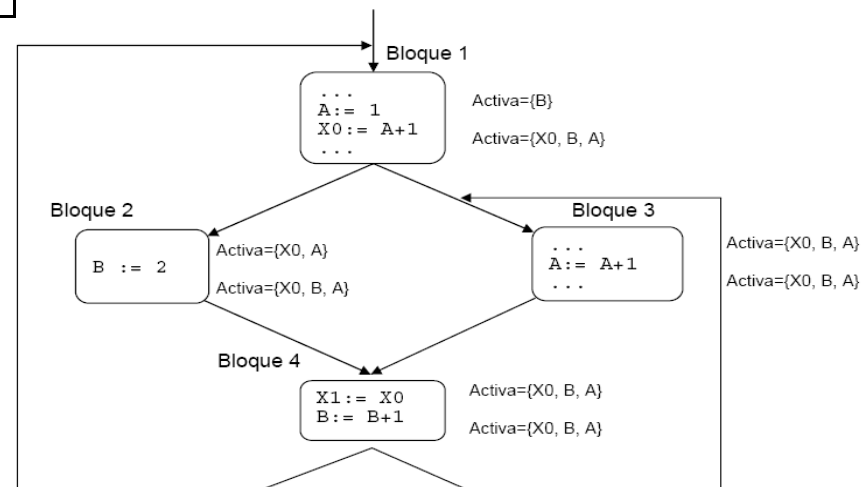 Bloque 1
...
A:= 1
X0:= A+1
...
Activa={B}
Activa={X0, B, A}
Bloque 2
B := 2
Activa={X0, A}
Activa={X0, B, A}
Bloque 3
...
A:= A+1
...
Activa={X0, B, A}
Activa={X0, B, A}
Bloque 4
X1:= X0
B:= B+1
Activa={X0, B, A}
Activa={X0, B, A}